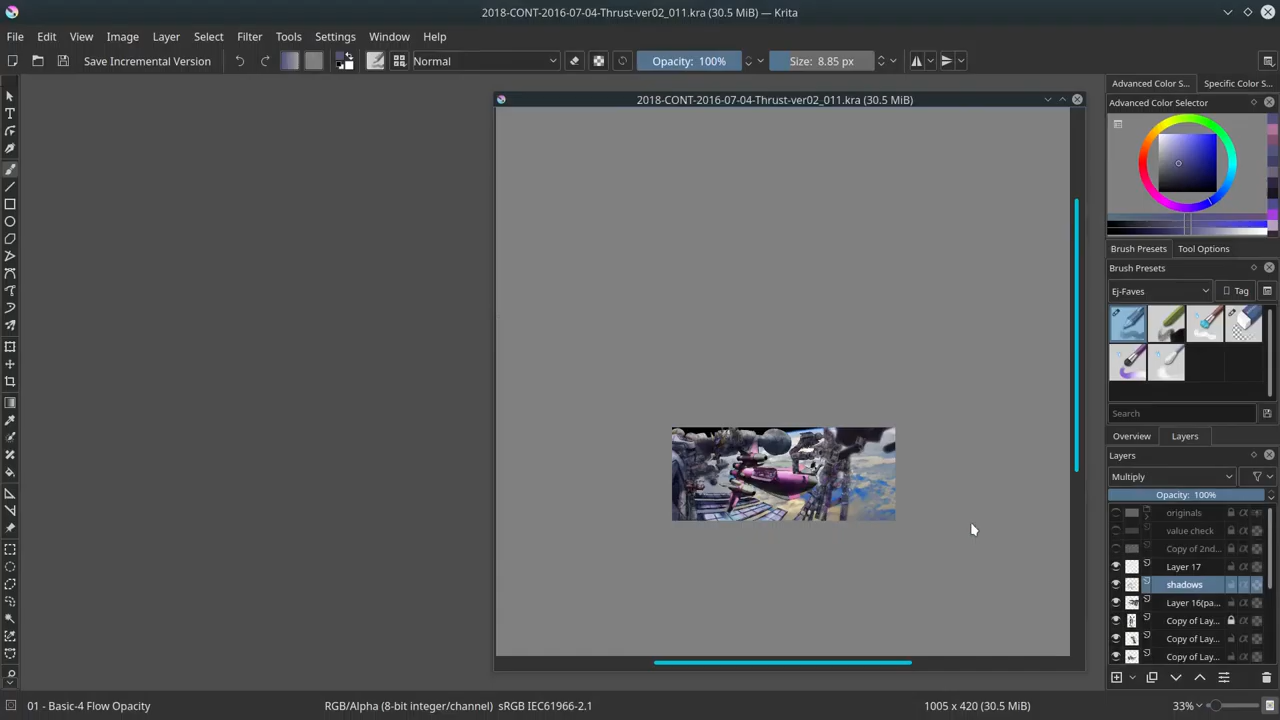 2018-CONT-2016-07-04-Thrust-ver02_011.kra (30.5 MiB) — Krita
File Edit View Image Layer Select Filter Tools Settings Window Help
Save Incremental Version Normal Opacity: 100% Size: 8.85 px
2018-CONT-2016-07-04-Thrust-ver02_011.kra (30.5 MiB)
Advanced Color S... Specific Color S...
Advanced Color Selector
Brush Presets Tool Options
Brush Presets
Ej-Faves Tag
Search
Overview Layers
Layers
Multiply
Opacity: 100%
originals
value check
Copy of 2nd...
Layer 17
shadows
Layer 16(pa...
Copy of Lay...
Copy of Lay...
Copy of Lay...
01 - Basic-4 Flow Opacity RGB/Alpha (8-bit integer/channel) sRGB IEC61966-2.1 1005 x 420 (30.5 MiB) 33%